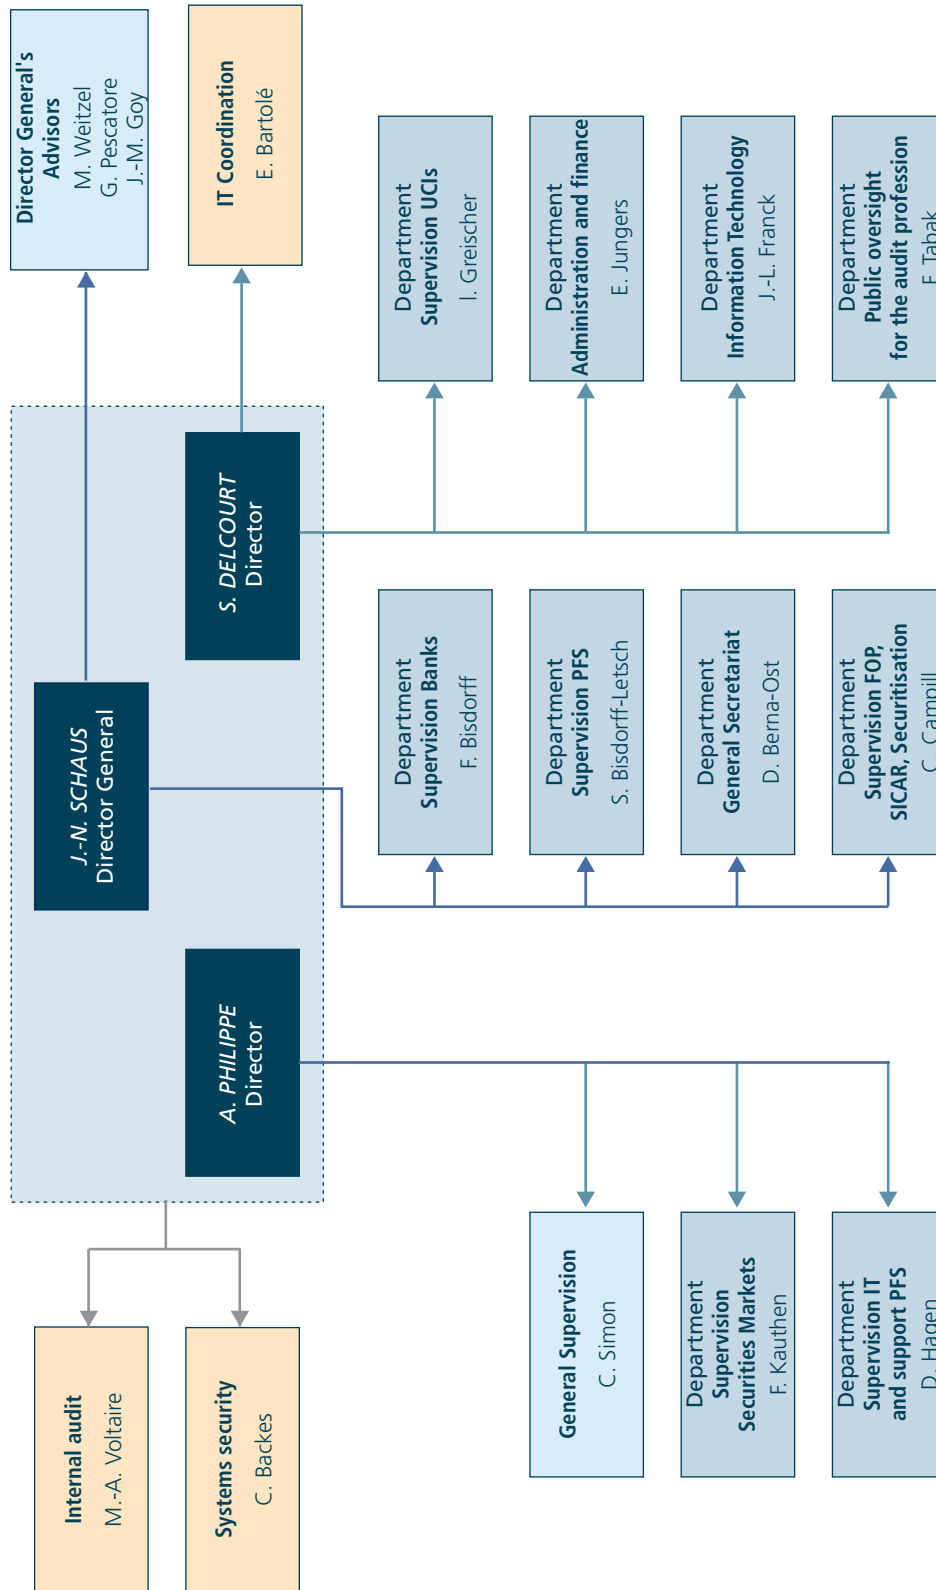 Internal audit
M.-A. Voltaire
Systems security
C. Backes
J.-N. SCHAUS
Director General
A. PHILIPPE
Director
S. DELCOURT
Director
Director General's
Advisors
M. Weitzel
G. Pescatore
J.-M. Goy
IT Coordination
E. Bartolé
General Supervision
C. Simon
Department
Supervision
Securities Markets
F. Kauthen
Department
Supervision IT
and support PFS
D. Hagen
Department
Supervision Banks
F. Bisdorff
Department
Supervision PFS
S. Bisdorff-Letsch
Department
General Secretariat
D. Berna-Ost
Department
Supervision FOP,
SICAR, Securitisation
C. Campill
Department
Supervision UCIs
I. Greischer
Department
Administration and finance
E. Jungers
Department
Information Technology
J.-L. Franck
Department
Public oversight
for the audit profession
F. Tabak